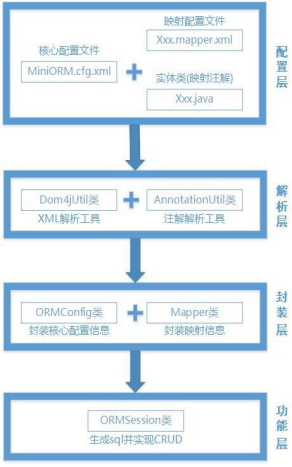 映射配置文件
Xxx.mapper.xml
核心配置文件
MiniORM.cfg.xml
实体类(映射注解)
Xxx.java
配置层
Dom4jUtil类
AnnotationUtil类
XML解析工具
注解解析工具
解析层
ORMConfig类
Mapper类
封装核心配置信息
封装映射信息
封装层
ORMSession类
生成sql并实现CRUD
功能层